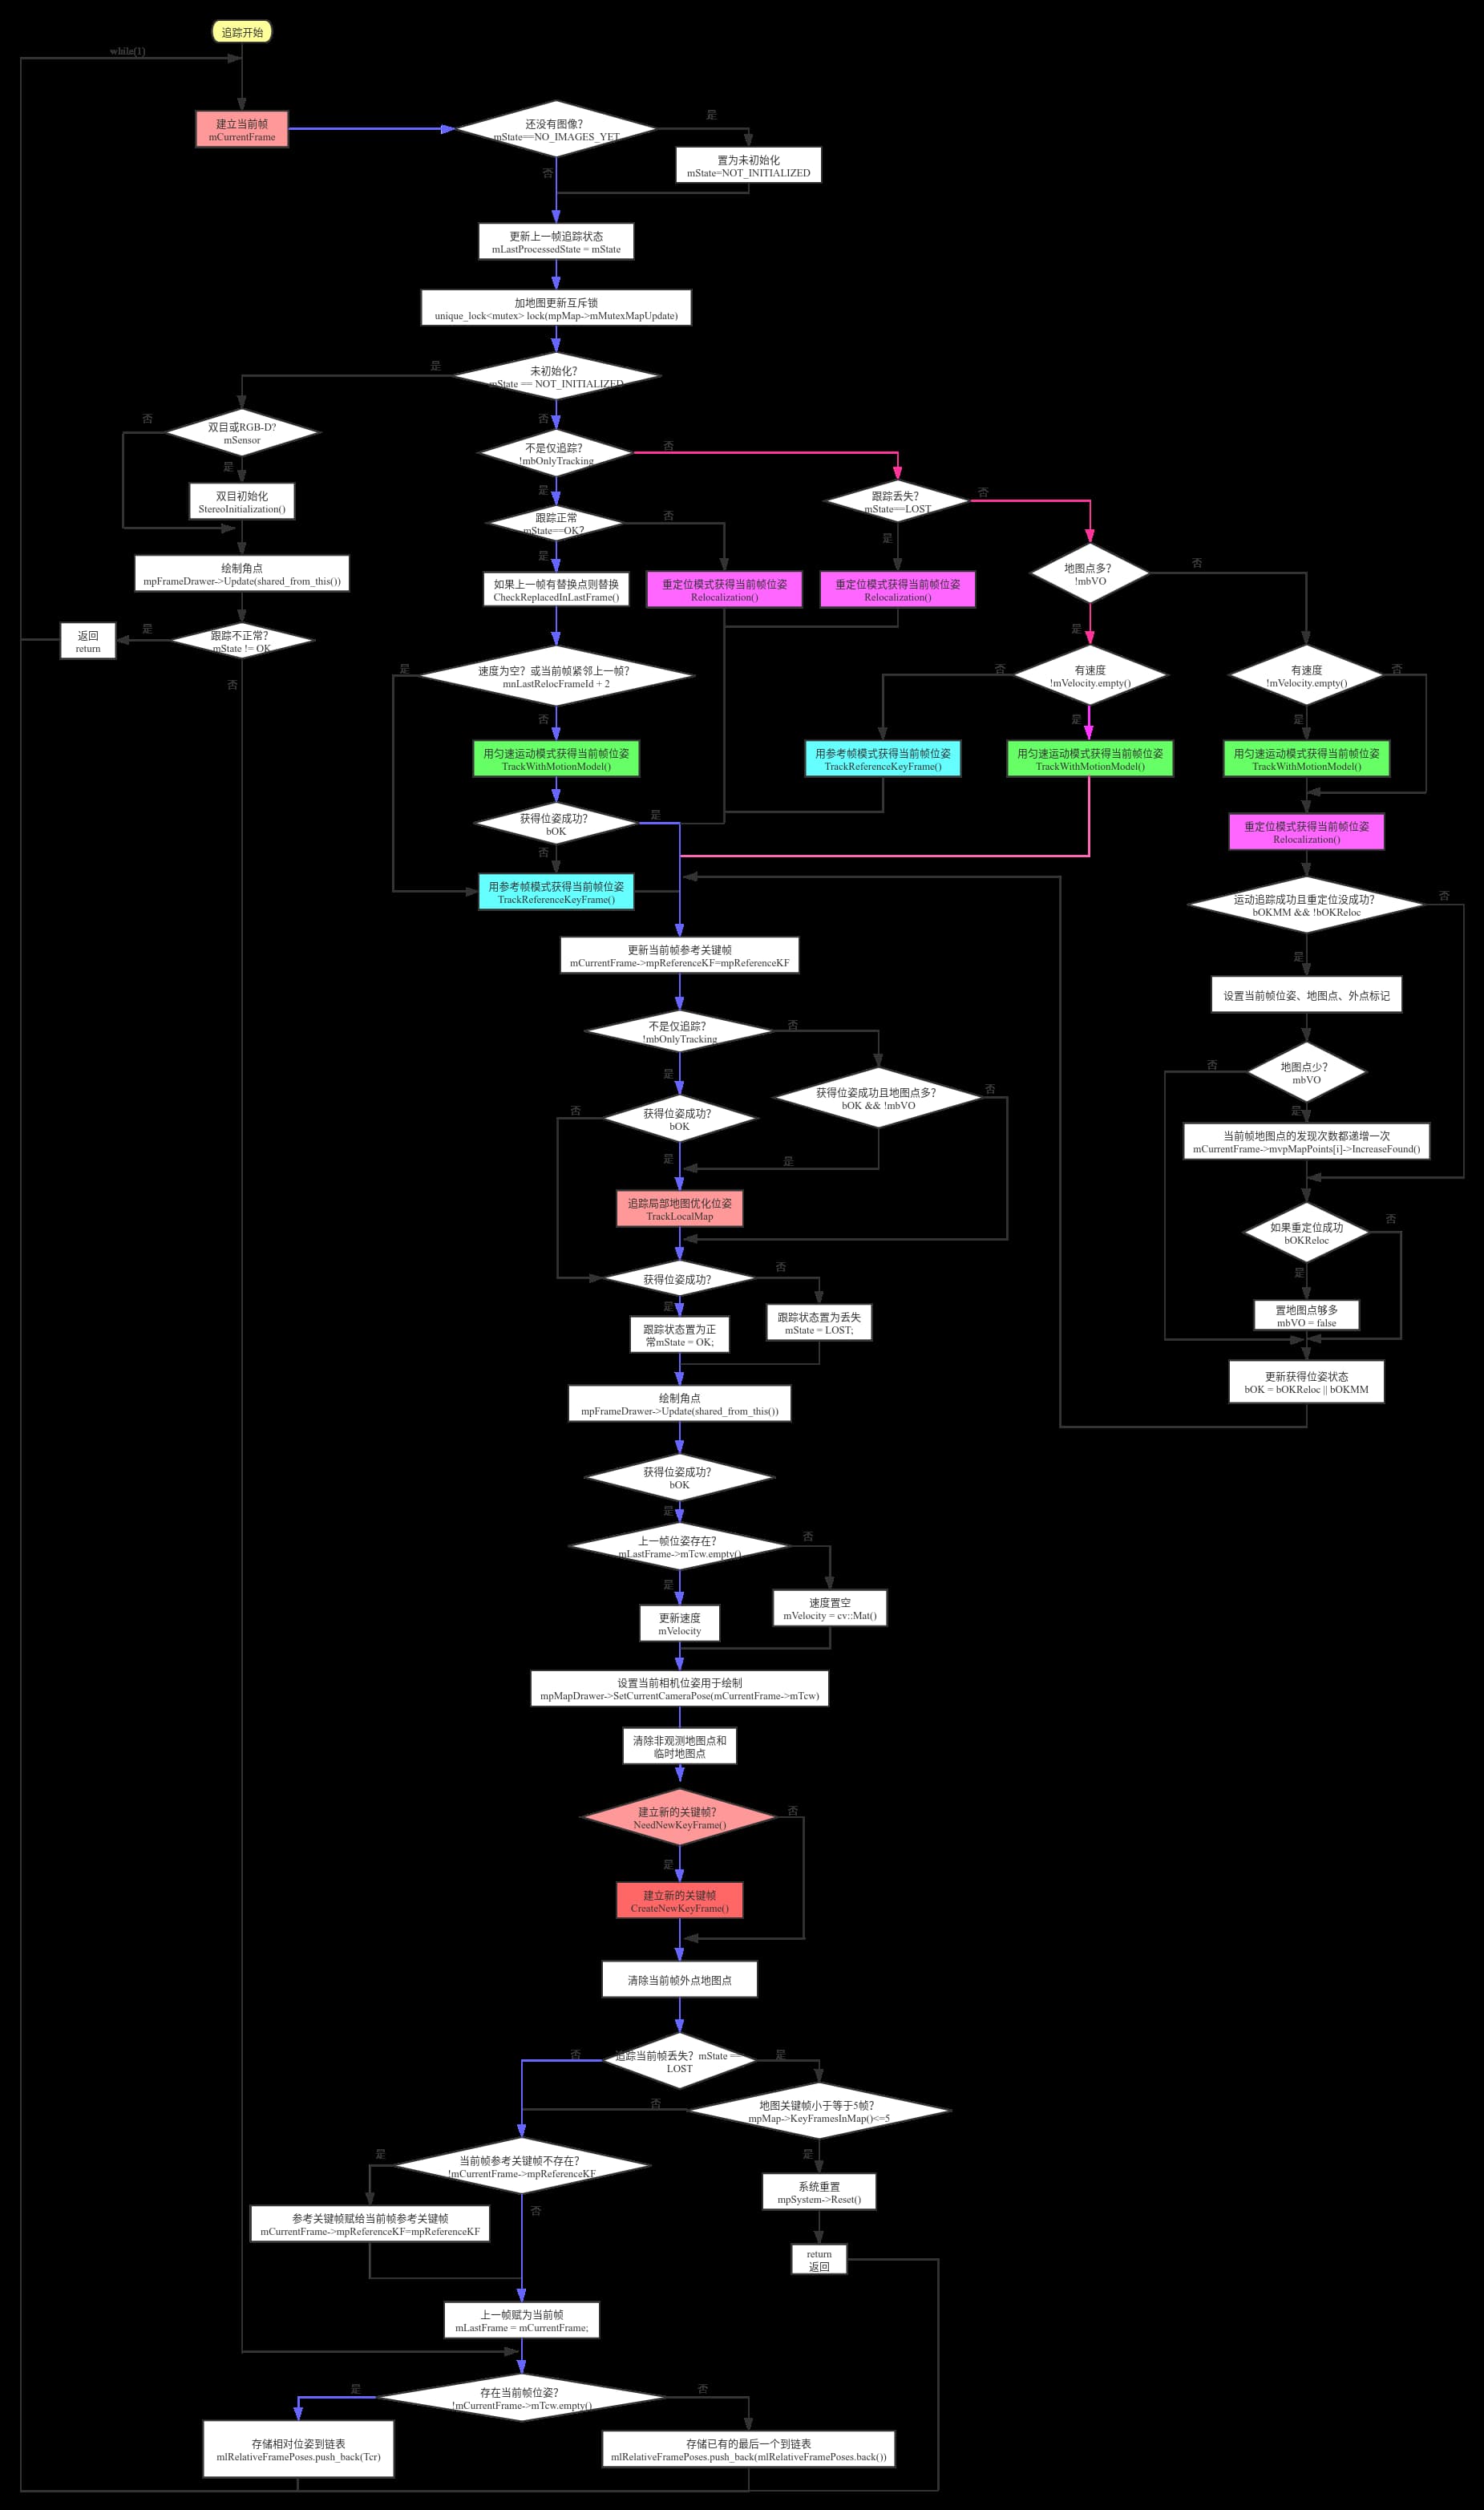 追踪开始
while(1)
建立当前帧
mCurrentFrame
还没有图像?
mState==NO_IMAGES_YET
是
置为未初始化
mState=NOT_INITIALIZED
否
更新上一帧追踪状态
mLastProcessedState = mState
加地图更新互斥锁
unique_lock<mutex> lock(mpMap->mMutexMapUpdate)
未初始化?
mState == NOT_INITIALIZED
是
否
双目或RGB-D?
mSensor
否
是
双目初始化
StereoInitialization()
绘制角点
mpFrameDrawer->Update(shared_from_this())
跟踪不正常?
mState != OK
是
返回
return
否
不是仅追踪?
!mbOnlyTracking
否
是
跟踪正常
mState==OK?
否
是
如果上一帧有替换点则替换
CheckReplacedInLastFrame()
重定位模式获得当前帧位姿
Relocalization()
跟踪丢失?
mState==LOST
否
是
重定位模式获得当前帧位姿
Relocalization()
地图点多?
!mbVO
否
是
速度为空? 或当前帧紧邻上一帧?
mnLastRelocFrameId + 2
是
否
用匀速运动模式获得当前帧位姿
TrackWithMotionModel()
获得位姿成功?
bOK
是
否
用参考帧模式获得当前帧位姿
TrackReferenceKeyFrame()
有速度
!mVelocity.empty()
否
是
用参考帧模式获得当前帧位姿
TrackReferenceKeyFrame()
用匀速运动模式获得当前帧位姿
TrackWithMotionModel()
有速度
!mVelocity.empty()
否
是
用匀速运动模式获得当前帧位姿
TrackWithMotionModel()
重定位模式获得当前帧位姿
Relocalization()
运动追踪成功且重定位没成功?
bOKMM && !bOKReloc
否
是
设置当前帧位姿、地图点、外点标记
地图点少?
mbVO
否
是
当前帧地图点的发现次数都递增一次
mCurrentFrame->mvpMapPoints[i]->IncreaseFound()
如果重定位成功
bOKReloc
否
是
置地图点够多
mbVO = false
更新获得位姿状态
bOK = bOKReloc || bOKMM
更新当前帧参考关键帧
mCurrentFrame->mpReferenceKF=mpReferenceKF
不是仅追踪?
!mbOnlyTracking
否
是
获得位姿成功且地图点多?
bOK && !mbVO
否
是
获得位姿成功?
bOK
否
是
追踪局部地图优化位姿
TrackLocalMap
获得位姿成功?
否
是
跟踪状态置为正
常mState = OK;
跟踪状态置为丢失
mState = LOST;
绘制角点
mpFrameDrawer->Update(shared_from_this())
获得位姿成功?
bOK
是
上一帧位姿存在?
mLastFrame->mTcw.empty()
否
是
更新速度
mVelocity
速度置空
mVelocity = cv::Mat()
设置当前相机位姿用于绘制
mpMapDrawer->SetCurrentCameraPose(mCurrentFrame->mTcw)
清除非观测地图点和
临时地图点
建立新的关键帧?
NeedNewKeyFrame()
否
是
建立新的关键帧
CreateNewKeyFrame()
清除当前帧外点地图点
追踪当前帧丢失? mState ==
LOST
否
是
地图关键帧小于等于5帧?
mpMap->KeyFramesInMap()<=5
否
是
系统重置
mpSystem->Reset()
return
返回
当前帧参考关键帧不存在?
!mCurrentFrame->mpReferenceKF
是
否
参考关键帧赋给当前帧参考关键帧
mCurrentFrame->mpReferenceKF=mpReferenceKF
上一帧赋为当前帧
mLastFrame = mCurrentFrame;
存在当前帧位姿?
!mCurrentFrame->mTcw.empty()
是
否
存储相对位姿到链表
mlRelativeFramePoses.push_back(Tcr)
存储已有的最后一个到链表
mlRelativeFramePoses.push_back(mlRelativeFramePoses.back())